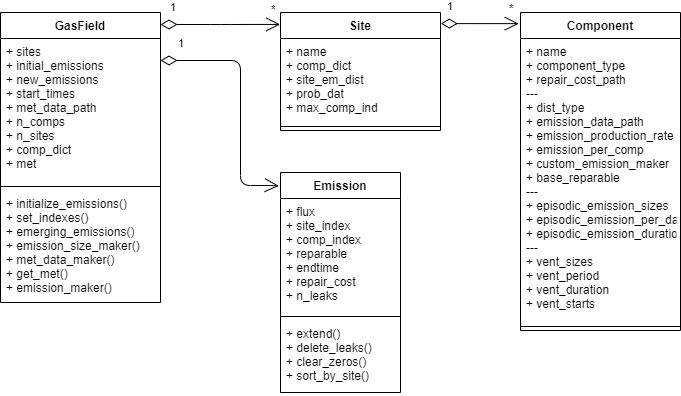 GasField
+ sites
+ initial_emissions
+ new_emissions
+ start_times
+ met_data_path
+ n_comps
+ n_sites
+ comp_dict
+ met
+ initialize_emissions()
+ set_indexes()
+ emerging_emissions()
+ emission_size_maker()
+ met_data_maker()
+ get_met()
+ emission_maker()
1
*
1
Site
+ name
+ comp_dict
+ site_em_dist
+ prob_dat
+ max_comp_ind
1
*
Emission
+ flux
+ site_index
+ comp_index
+ reparable
+ endtime
+ repair_cost
+ n_leaks
+ extend()
+ delete_leaks()
+ clear_zeros()
+ sort_by_site()
Component
+ name
+ component_type
+ repair_cost_path
---
+ dist_type
+ emission_data_path
+ emission_production_rate
+ emission_per_comp
+ custom_emission_maker
+ base_reparable
---
+ episodic_emission_sizes
+ episodic_emission_per_da
+ episodic_emission_duratio
---
+ vent_sizes
+ vent_period
+ vent_duration
+ vent_starts